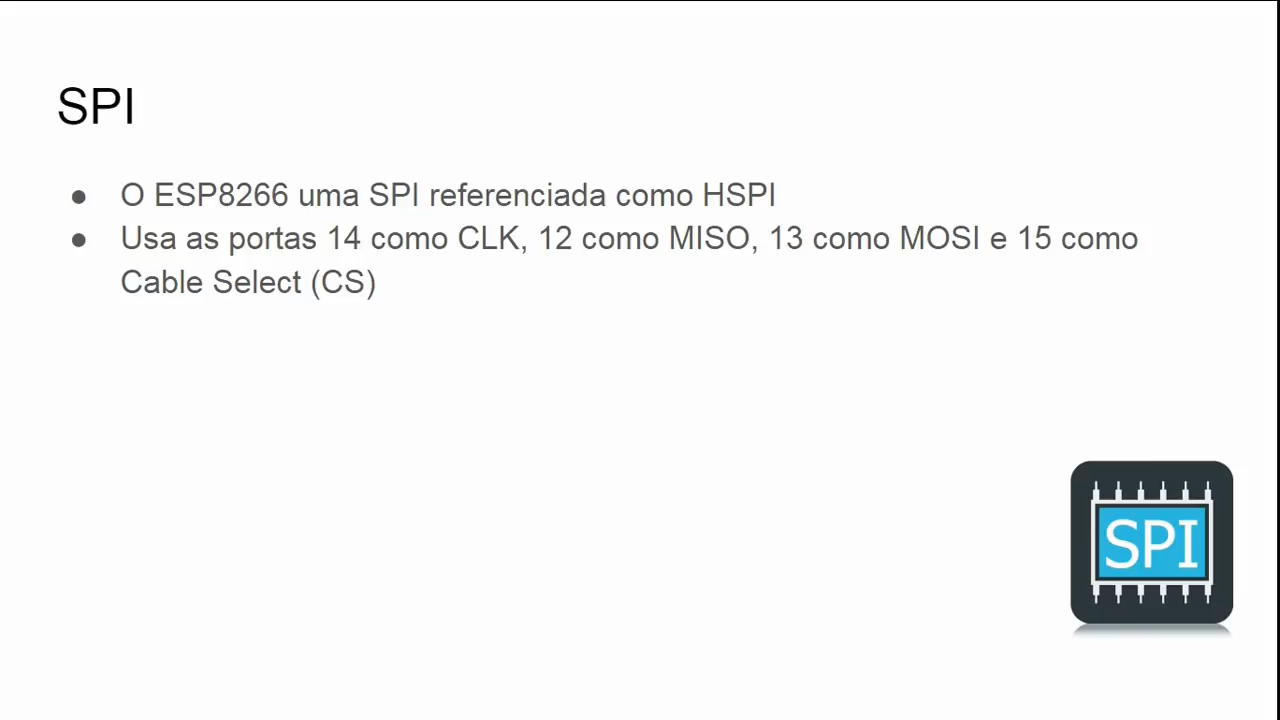 SPI
● O ESP8266 uma SPI referenciada como HSPI
● Usa as portas 14 como CLK, 12 como MISO, 13 como MOSI e 15 como
Cable Select (CS)
SPI